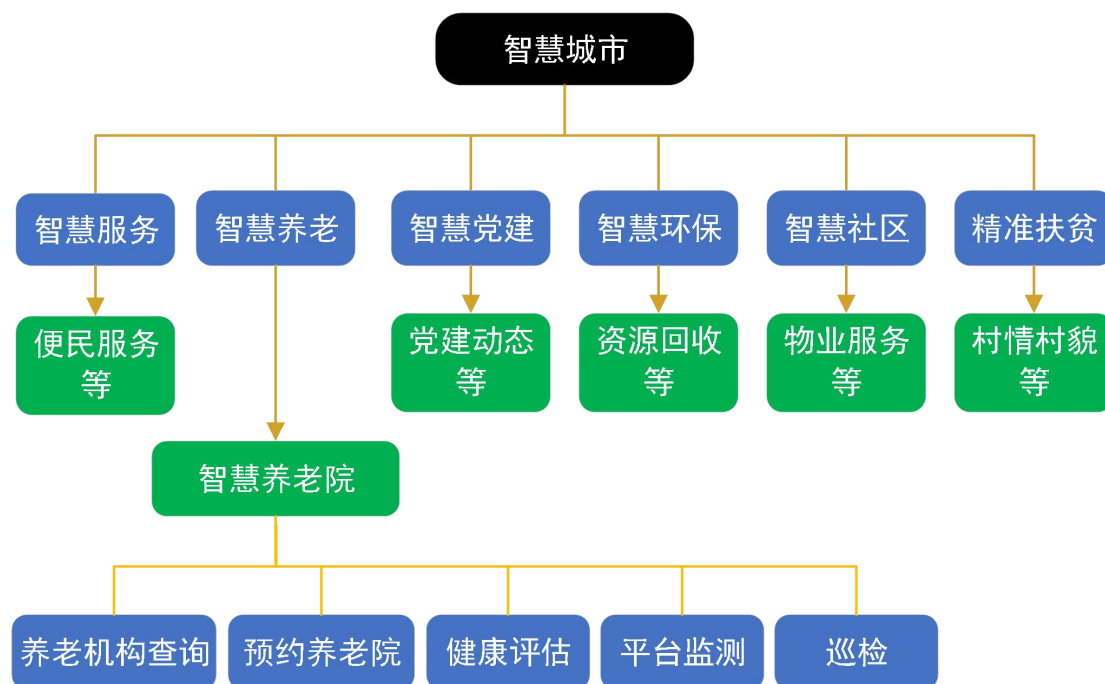 智慧城市
智慧服务
智慧养老
智慧党建
智慧环保
智慧社区
精准扶贫
便民服务
等
党建动态
等
资源回收
等
物业服务
等
村情村貌
等
智慧养老院
养老机构查询
预约养老院
健康评估
平台监测
巡检